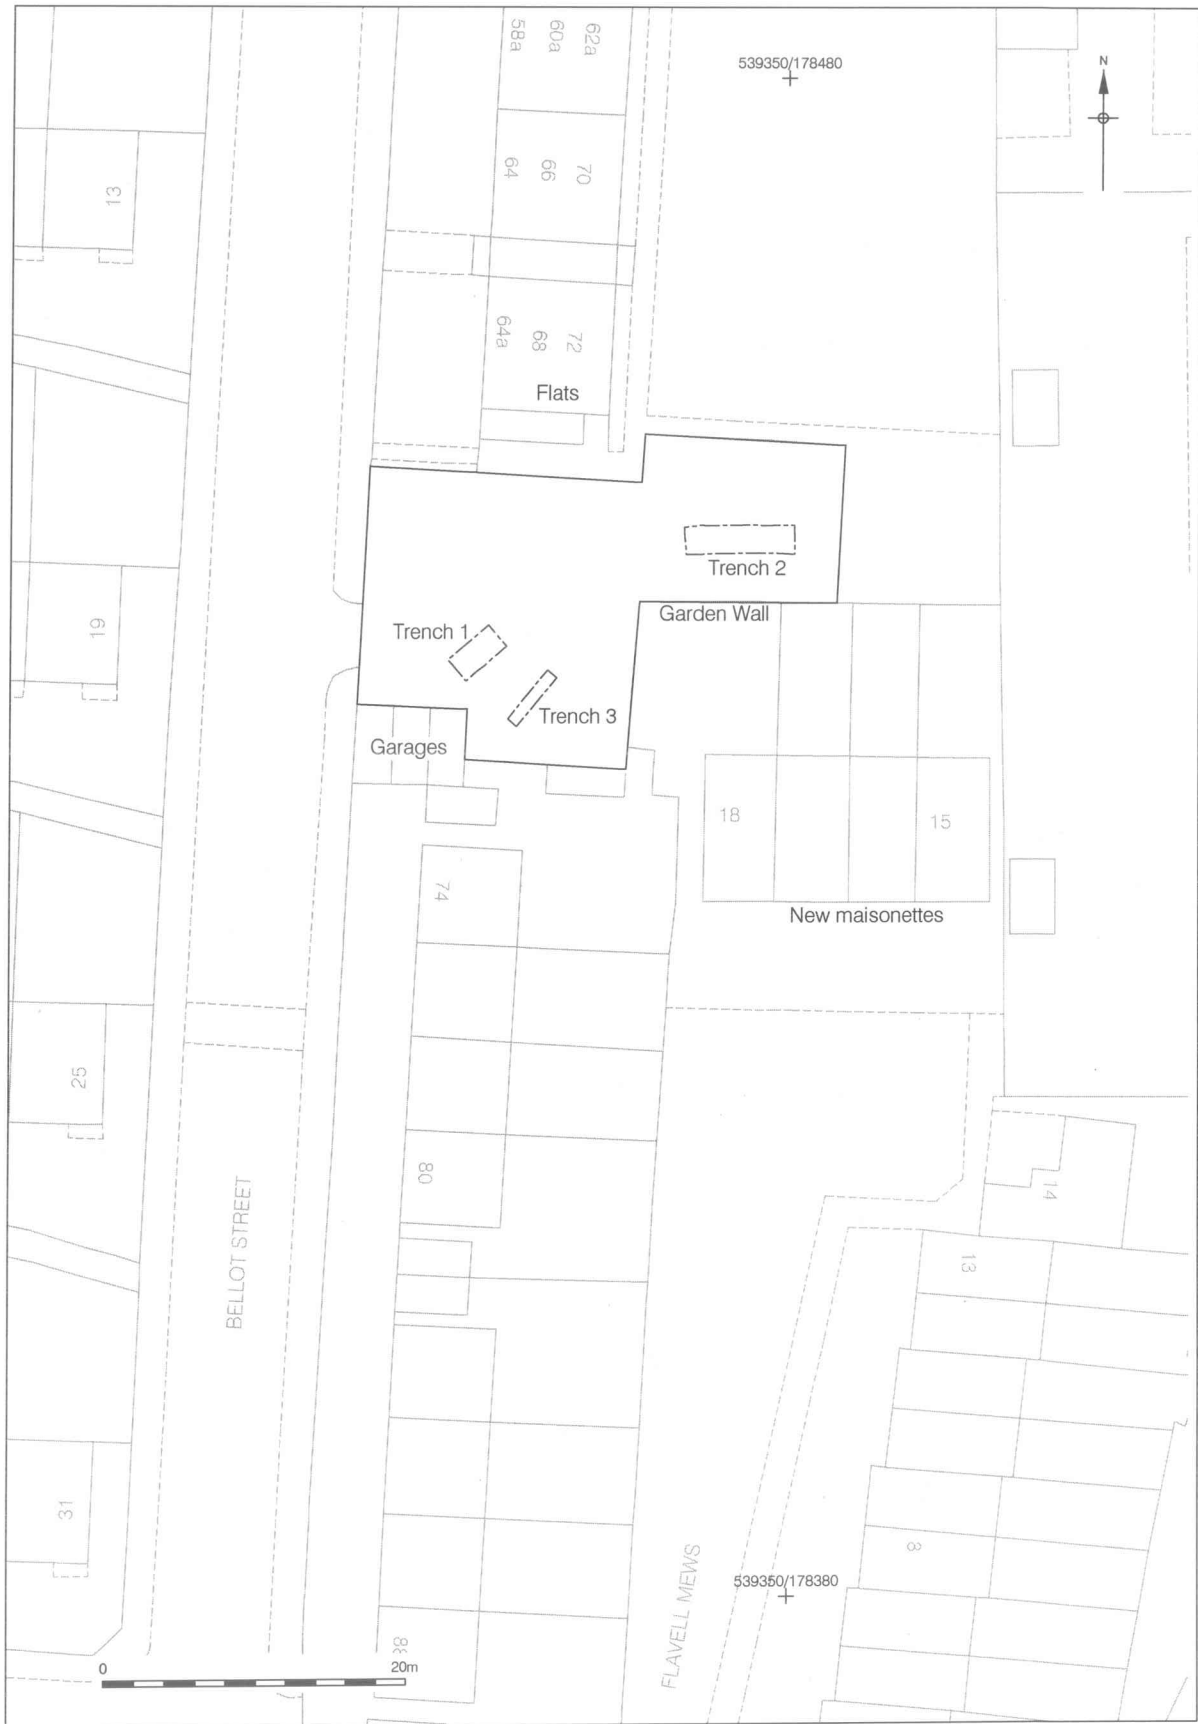 58a
60a
62a
539350/178480
N
13
64
66
70
64a
68
72
Flats
Trench 2
Garden Wall
19
Trench 1
Trench 3
Garages
18
15
74
New maisonettes
25
80
14
BELLOT STREET
13
31
8
FLAVELL MEWS
539350/178380
0
20m